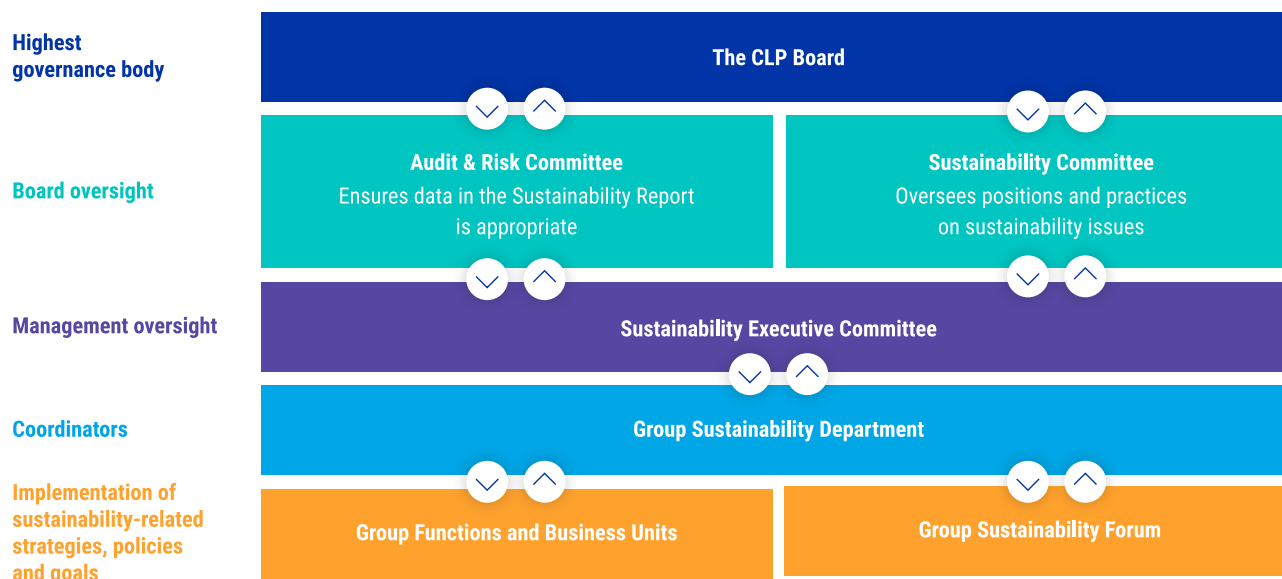 Highest
governance body
The CLP Board
Board oversight
Audit & Risk Committee
Ensures data in the Sustainability Report
is appropriate
Sustainability Committee
Oversees positions and practices
on sustainability issues
Management oversight
Sustainability Executive Committee
Coordinators
Group Sustainability Department
Implementation of
sustainability-related
strategies, policies
and goals
Group Functions and Business Units
Group Sustainability Forum